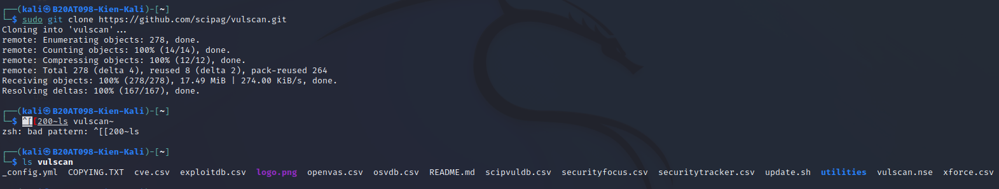 ┌──(kali㉿B20AT098-Kien-Kali)-[~]
└─$ sudo git clone https://github.com/scipag/vulscan.git
Cloning into 'vulscan'...
remote: Enumerating objects: 278, done.
remote: Counting objects: 100% (14/14), done.
remote: Compressing objects: 100% (12/12), done.
remote: Total 278 (delta 4), reused 8 (delta 2), pack-reused 264
Receiving objects: 100% (278/278), 17.49 MiB | 274.00 KiB/s, done.
Resolving deltas: 100% (167/167), done.
┌──(kali㉿B20AT098-Kien-Kali)-[~]
└─$ ^[[200~ls vulscan~
zsh: bad pattern: ^[[200~ls
┌──(kali㉿B20AT098-Kien-Kali)-[~]
└─$ ls vulscan
_config.yml COPYING.TXT cve.csv exploitdb.csv logo.png openvas.csv osvdb.csv README.md scipvuldb.csv securityfocus.csv securitytracker.csv update.sh utilities vulscan.nse xforce.csv